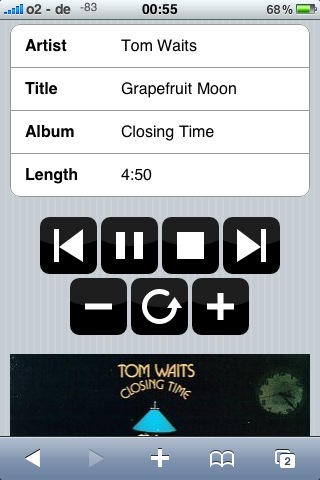 o2 - de -83 00:55 68%
Artist Tom Waits
Title Grapefruit Moon
Album Closing Time
Length 4:50
TOM WAITS
CLOSING TIME
2